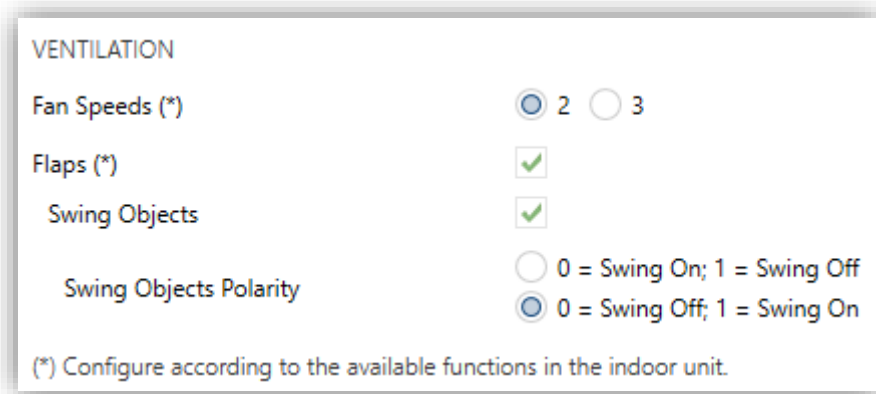 VENTILATION
Fan Speeds (*) 2 3
Flaps (*)
Swing Objects
0 = Swing On; 1 = Swing Off
Swing Objects Polarity
0 = Swing Off; 1 = Swing On
(*) Configure according to the available functions in the indoor unit.